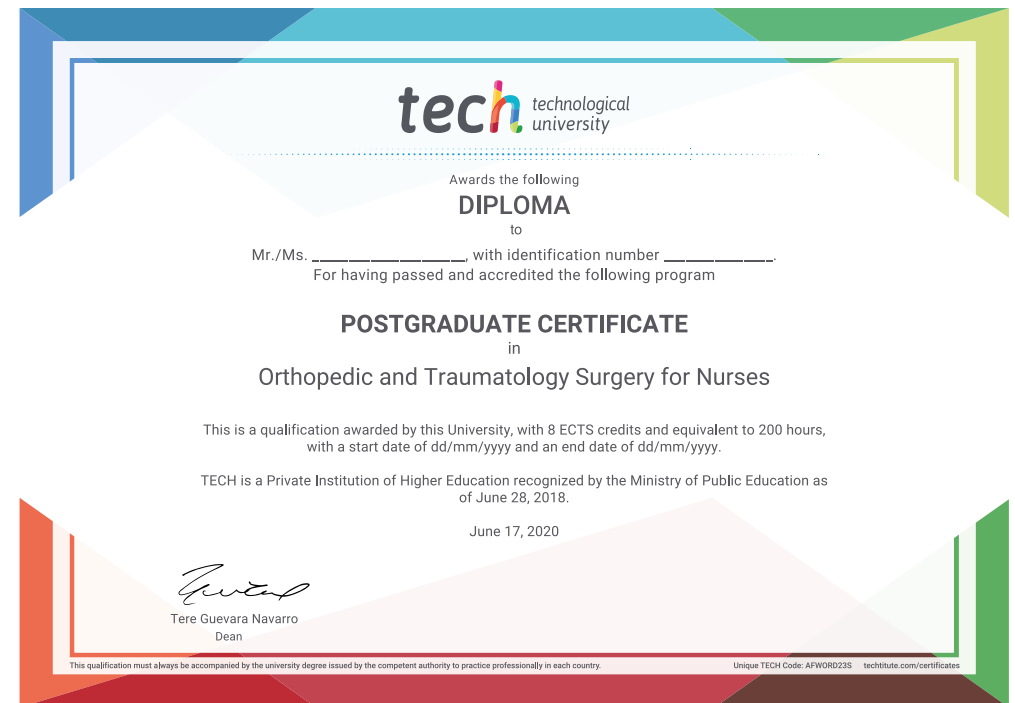 tech technological
university
Awards the following
DIPLOMA
to
Mr./Ms. ___________________, with identification number ______________.
For having passed and accredited the following program
POSTGRADUATE CERTIFICATE
in
Orthopedic and Traumatology Surgery for Nurses
This is a qualification awarded by this University, with 8 ECTS credits and equivalent to 200 hours,
with a start date of dd/mm/yyyy and an end date of dd/mm/yyyy.
TECH is a Private Institution of Higher Education recognized by the Ministry of Public Education as
of June 28, 2018.
June 17, 2020
Tere Guevara Navarro
Dean
This qualification must always be accompanied by the university degree issued by the competent authority to practice professionally in each country. Unique TECH Code: AFWORD23S techtitute.com/certificates